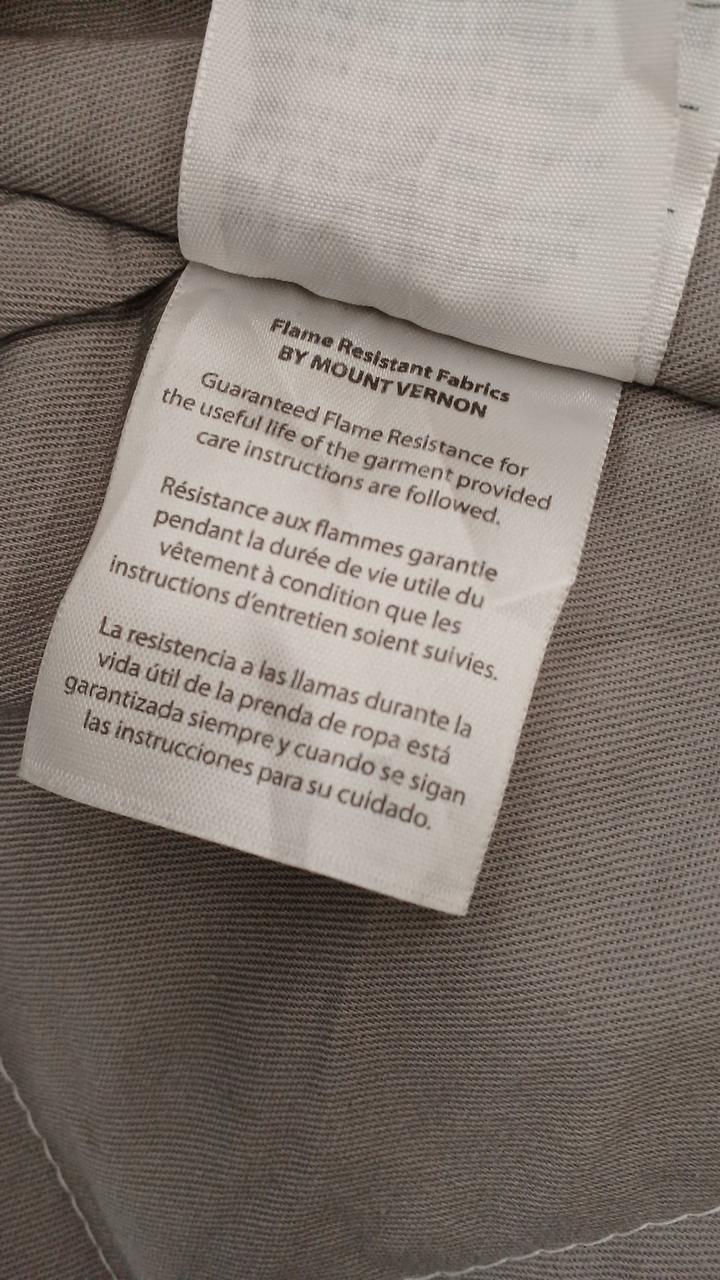 Flame Resistant Fabrics
BY MOUNT VERNON
Guaranteed Flame Resistance for
the useful life of the garment provided
care instructions are followed.
Résistance aux flammes garantie
pendant la durée de vie utile du
vêtement à condition que les
instructions d'entretien soient suivies.
La resistencia a las llamas durante la
vida útil de la prenda de ropa está
garantizada siempre y cuando se sigan
las instrucciones para su cuidado.